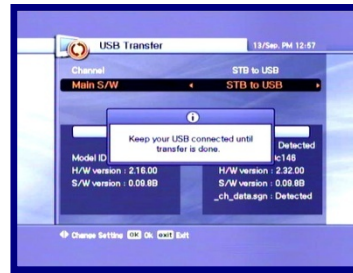 USB Transfer
13/Sep. PM 12:57
Channel
STB to USB
Main S/W
STB to USB
Keep your USB connected until
transfer is done.
Detected
Model ID
c146
H/W version : 2.16.00
H/W version : 2.32.00
S/W version : 0.09.8B
S/W version : 0.09.8B
_ch_data.sgn : Detected
Change Setting OK Ok exit Exit